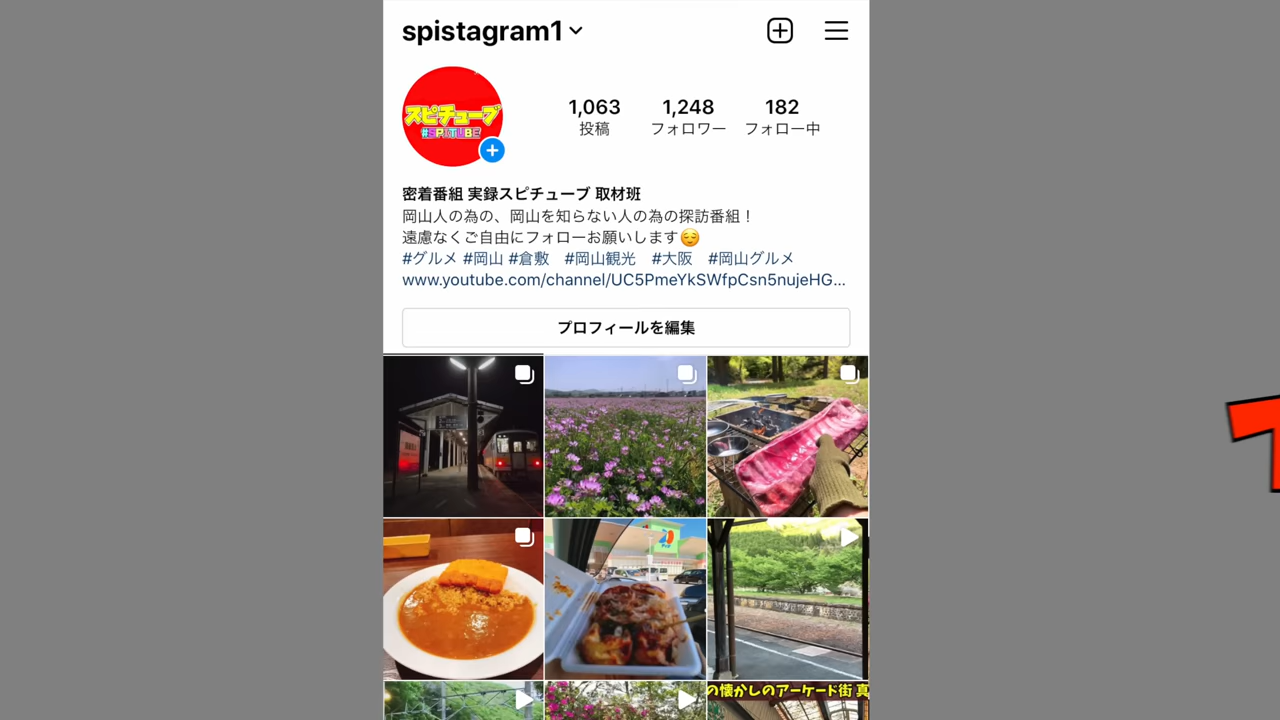 spistagram1
スピチューブ
#SPITUBE
1,063
投稿
1,248
フォロワー
182
フォロー中
密着番組 実録スピチューブ 取材班
岡山人の為の、岡山を知らない人の為の探訪番組！
遠慮なくご自由にフォローお願いします😌
#グルメ #岡山 #倉敷　#岡山観光　#大阪　#岡山グルメ
www.youtube.com/channel/UC5PmeYkSWfpCsn5nujeHG...
プロフィールを編集
の懐かしのアーケード街 真